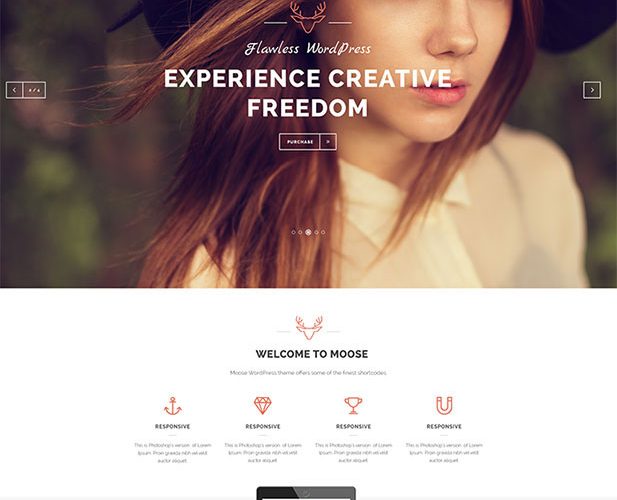 Flawless WordPress
EXPERIENCE CREATIVE
FREEDOM
PURCHASE
WELCOME TO MOOSE
Moose WordPress theme offers some of the finest shortcodes.
RESPONSIVE
This is Photoshop's version of Lorem
Ipsum. Proin gravida nibh vel velit
auctor aliquet
RESPONSIVE
This is Photoshop's version of Lorem
Ipsum. Proin gravida nibh vel velit
auctor aliquet
RESPONSIVE
This is Photoshop's version of Lorem
Ipsum. Proin gravida nibh vel velit
auctor aliquet
RESPONSIVE
This is Photoshop's version of Lorem
Ipsum. Proin gravida nibh vel velit
auctor aliquet